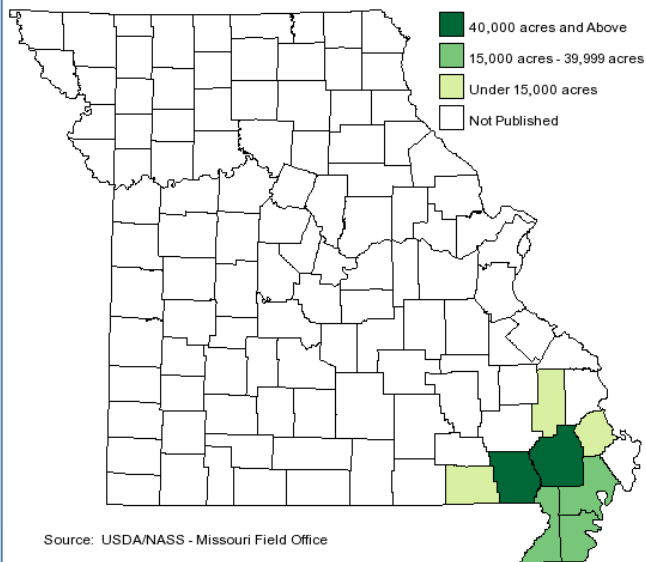 40,000 acres and Above
15,000 acres - 39,999 acres
Under 15,000 acres
Not Published
Source: USDA/NASS - Missouri Field Office